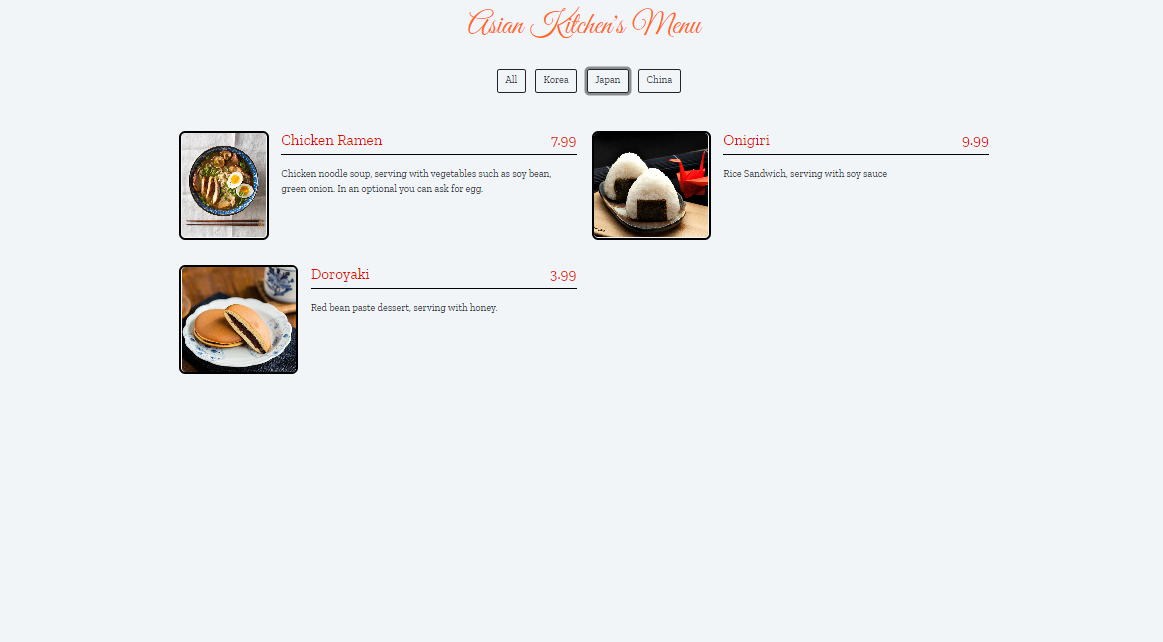 Asian Kitchen's Menu
All Korea Japan China
Chicken Ramen 7.99
Chicken noodle soup, serving with vegetables such as soy bean,
green onion. In an optional you can ask for egg.
Onigiri 9.99
Rice Sandwich, serving with soy sauce
Doroyaki 3.99
Red bean paste dessert, serving with honey.